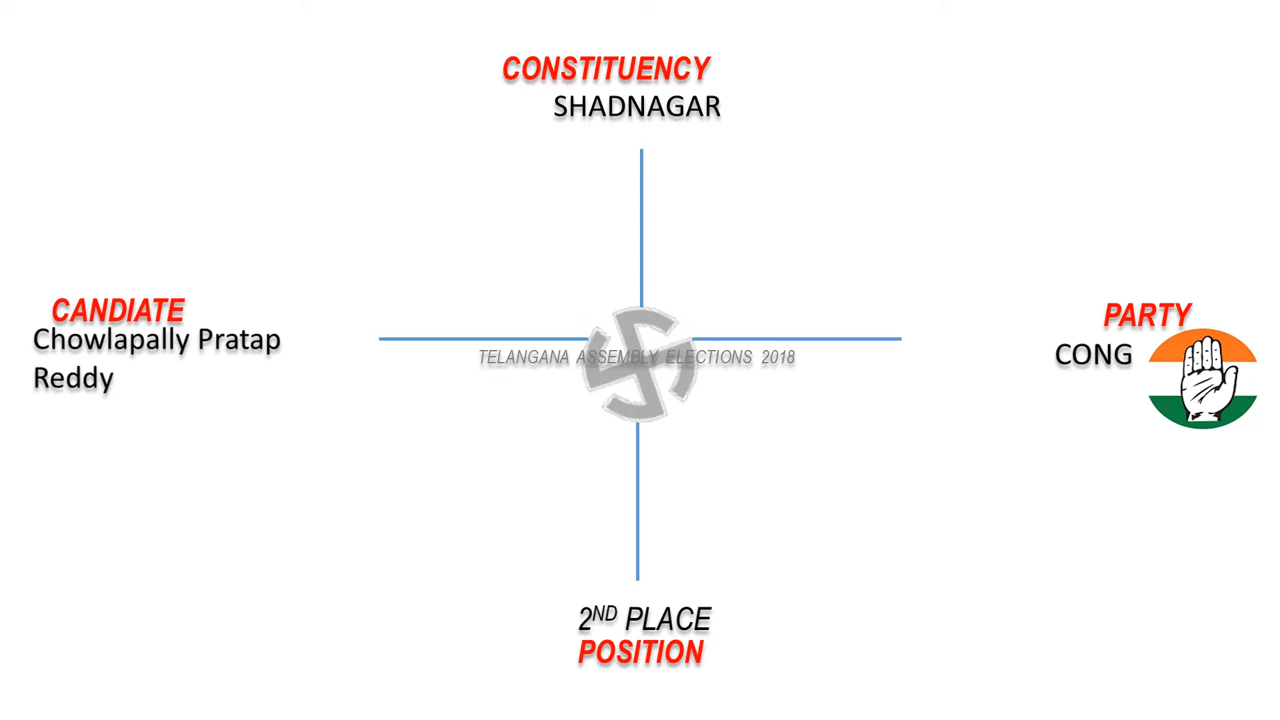 CONSTITUENCY
SHADNAGAR
CANDIATE
Chowlapally Pratap
Reddy
PARTY
CONG
TELANGANA ASSEMBLY ELECTIONS 2018
2ND PLACE
POSITION